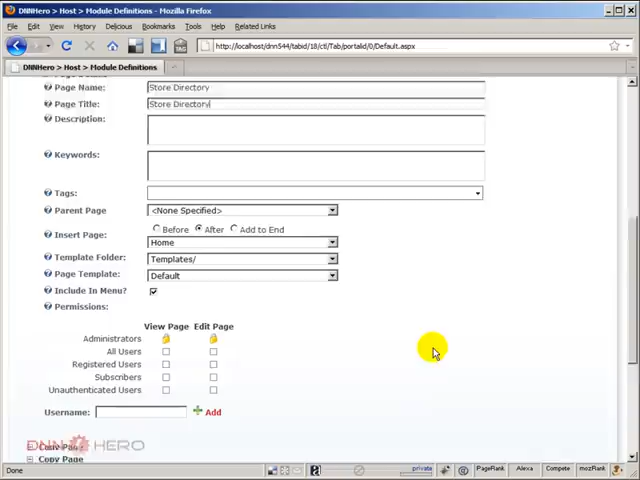 DNNHero > Host > Module Definitions - Mozilla Firefox
File Edit View History Delicious Bookmarks Tools Help Related Links
http://localhost/dnn544/tabid/18/ctl/Tab/portalid/0/Default.aspx
DNNHero > Host > Module Definitions
Page Name: Store Directory
Page Title: Store Directory
Description:
Keywords:
Tags:
Parent Page <None Specified>
Before After Add to End
Insert Page:
Home
Template Folder: Templates/
Page Template: Default
Include In Menu?
Permissions:
View Page Edit Page
Administrators
All Users
Registered Users
Subscribers
Unauthenticated Users
Username: Add
DNN HERO
Copy Page
Copy Page
Done private PageRank Alexa Compete mozRank